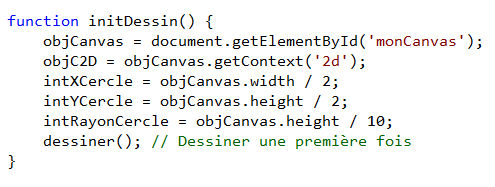 function initDessin() {
    objCanvas = document.getElementById('monCanvas');
    objC2D = objCanvas.getContext('2d');
    intXCercle = objCanvas.width / 2;
    intYCercle = objCanvas.height / 2;
    intRayonCercle = objCanvas.height / 10;
    dessiner(); // Dessiner une première fois
}